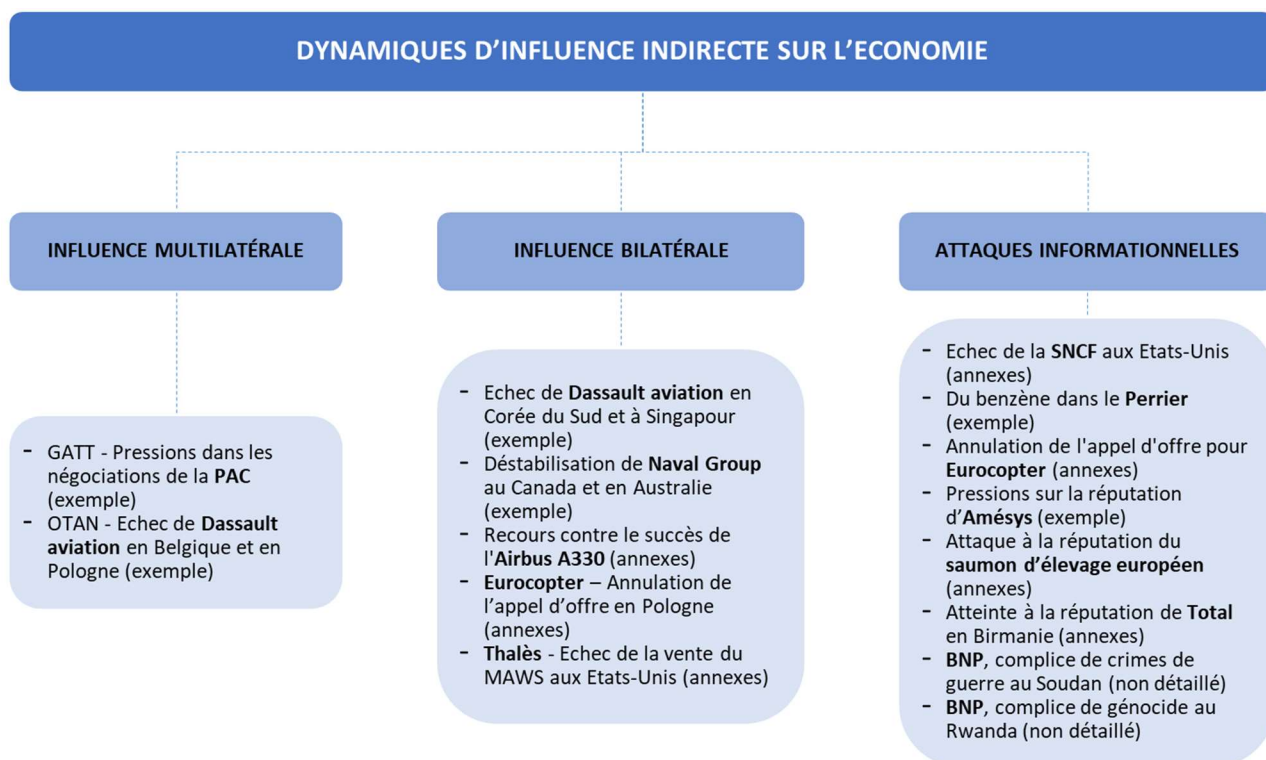 DYNAMIQUES D’INFLUENCE INDIRECTE SUR L’ECONOMIE
INFLUENCE MULTILATÉRALE
- GATT - Pressions dans les
négociations de la PAC
(exemple)
- OTAN - Echec de Dassault
aviation en Belgique et en
Pologne (exemple)
INFLUENCE BILATÉRALE
- Echec de Dassault aviation en
Corée du Sud et à Singapour
(exemple)
- Déstabilisation de Naval Group
au Canada et en Australie
(exemple)
- Recours contre le succès de
l'Airbus A330 (annexes)
- Eurocopter – Annulation de
l’appel d’offre en Pologne
(annexes)
- Thalès - Echec de la vente du
MAWS aux Etats-Unis (annexes)
ATTAQUES INFORMATIONNELLES
- Echec de la SNCF aux Etats-Unis
(annexes)
- Du benzène dans le Perrier
(exemple)
- Annulation de l'appel d'offre pour
Eurocopter (annexes)
- Pressions sur la réputation
d’Amésys (exemple)
- Attaque à la réputation du
saumon d’élevage européen
(annexes)
- Atteinte à la réputation de Total
en Birmanie (annexes)
- BNP, complice de crimes de
guerre au Soudan (non détaillé)
- BNP, complice de génocide au
Rwanda (non détaillé)